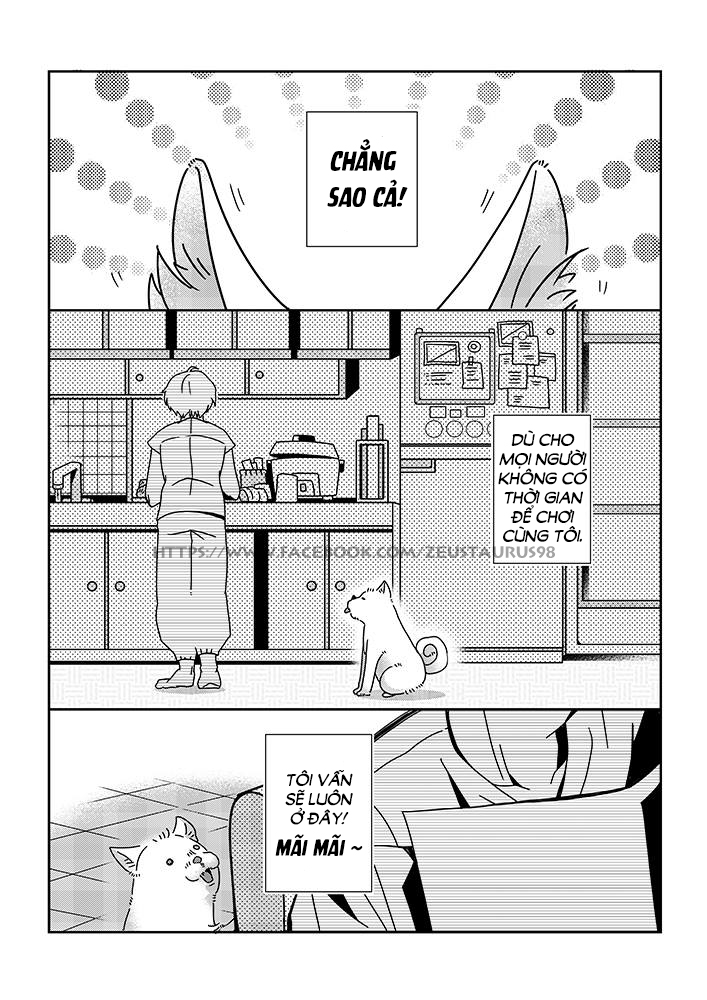 CHẲNG
SAO CẢ!
DÙ CHO
MỌI NGƯỜI
KHÔNG CÓ
THỜI GIAN
ĐỂ CHƠI
CÙNG TÔI.
HTTPS://WWW.FACEBOOK.COM/ZEUSTAURUS98
TÔI VẤN
SẼ LUÔN
Ở ĐÂY!
MÃI MÃI ~